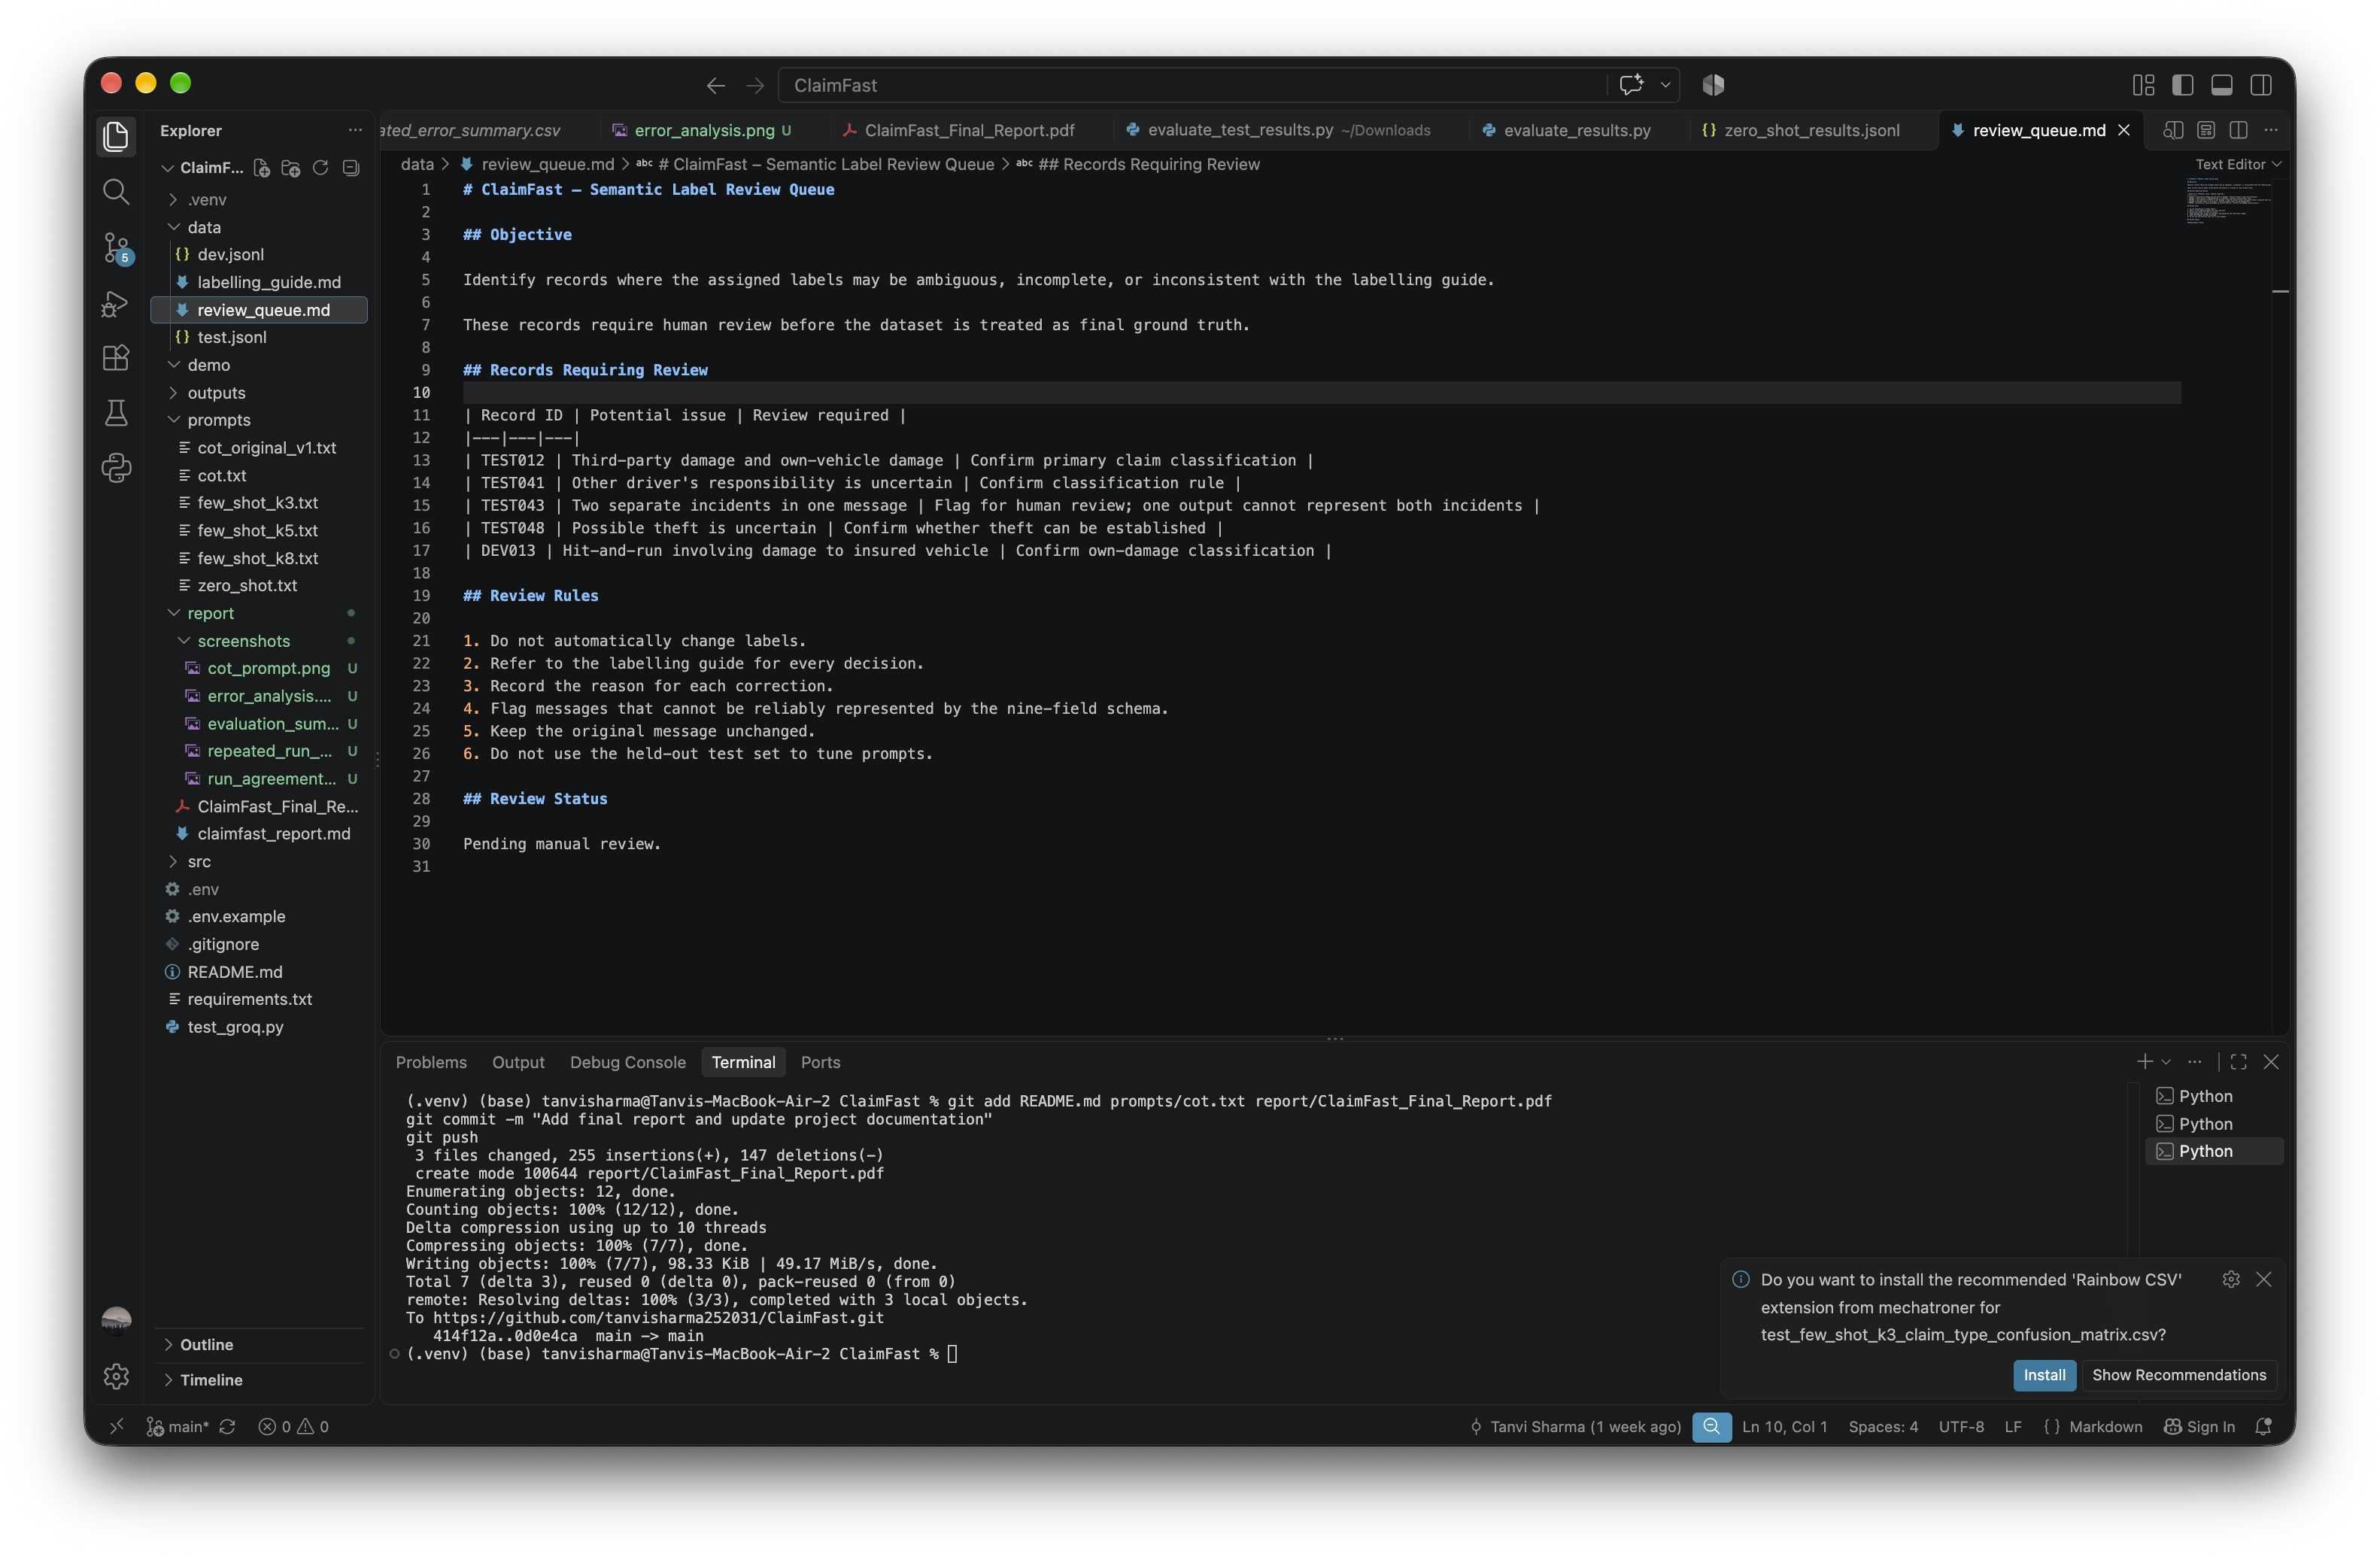 ClaimFast
Explorer
ClaimF...
.venv
data
dev.jsonl
labelling_guide.md
review_queue.md
test.jsonl
demo
outputs
prompts
cot_original_v1.txt
cot.txt
few_shot_k3.txt
few_shot_k5.txt
few_shot_k8.txt
zero_shot.txt
report
screenshots
cot_prompt.png U
error_analysis.... U
evaluation_sum... U
repeated_run_... U
run_agreement... U
ClaimFast_Final_Re...
claimfast_report.md
src
.env
.env.example
.gitignore
README.md
requirements.txt
test_groq.py
Outline
Timeline
5
ated_error_summary.csv error_analysis.png U ClaimFast_Final_Report.pdf evaluate_test_results.py ~/Downloads evaluate_results.py zero_shot_results.jsonl review_queue.md
data > review_queue.md > # ClaimFast – Semantic Label Review Queue > ## Records Requiring Review
Text Editor
1 # ClaimFast – Semantic Label Review Queue
2
3 ## Objective
4
5 Identify records where the assigned labels may be ambiguous, incomplete, or inconsistent with the labelling guide.
6
7 These records require human review before the dataset is treated as final ground truth.
8
9 ## Records Requiring Review
10
11 | Record ID | Potential issue | Review required |
12 |---|---|---|
13 | TEST012 | Third-party damage and own-vehicle damage | Confirm primary claim classification |
14 | TEST041 | Other driver's responsibility is uncertain | Confirm classification rule |
15 | TEST043 | Two separate incidents in one message | Flag for human review; one output cannot represent both incidents |
16 | TEST048 | Possible theft is uncertain | Confirm whether theft can be established |
17 | DEV013 | Hit-and-run involving damage to insured vehicle | Confirm own-damage classification |
18
19 ## Review Rules
20
21 1. Do not automatically change labels.
22 2. Refer to the labelling guide for every decision.
23 3. Record the reason for each correction.
24 4. Flag messages that cannot be reliably represented by the nine-field schema.
25 5. Keep the original message unchanged.
26 6. Do not use the held-out test set to tune prompts.
27
28 ## Review Status
29
30 Pending manual review.
31
Problems Output Debug Console Terminal Ports
(.venv) (base) tanvisharma@Tanvis-MacBook-Air-2 ClaimFast % git add README.md prompts/cot.txt report/ClaimFast_Final_Report.pdf
git commit -m "Add final report and update project documentation"
git push
3 files changed, 255 insertions(+), 147 deletions(-)
create mode 100644 report/ClaimFast_Final_Report.pdf
Enumerating objects: 12, done.
Counting objects: 100% (12/12), done.
Delta compression using up to 10 threads
Compressing objects: 100% (7/7), done.
Writing objects: 100% (7/7), 98.33 KiB | 49.17 MiB/s, done.
Total 7 (delta 3), reused 0 (delta 0), pack-reused 0 (from 0)
remote: Resolving deltas: 100% (3/3), completed with 3 local objects.
To https://github.com/tanvisharma252031/ClaimFast.git
414f12a..0d0e4ca main -> main
(.venv) (base) tanvisharma@Tanvis-MacBook-Air-2 ClaimFast %
Python
Python
Python
Do you want to install the recommended 'Rainbow CSV'
extension from mechatroner for
test_few_shot_k3_claim_type_confusion_matrix.csv?
Install Show Recommendations
main* 0 0 Tanvi Sharma (1 week ago) Ln 10, Col 1 Spaces: 4 UTF-8 LF {} Markdown Sign In